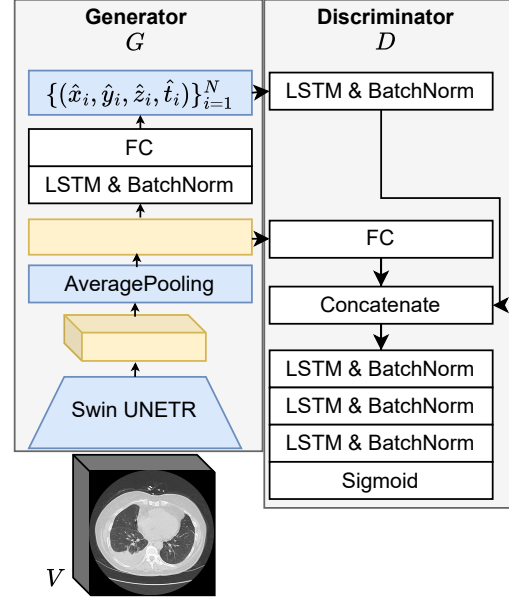 Generator
G
{(x̂ᵢ, ŷᵢ, ẑᵢ, t̂ᵢ)}ᵢ₌₁ᴺ
FC
LSTM & BatchNorm
AveragePooling
Swin UNETR
V
Discriminator
D
LSTM & BatchNorm
FC
Concatenate
LSTM & BatchNorm
LSTM & BatchNorm
LSTM & BatchNorm
Sigmoid